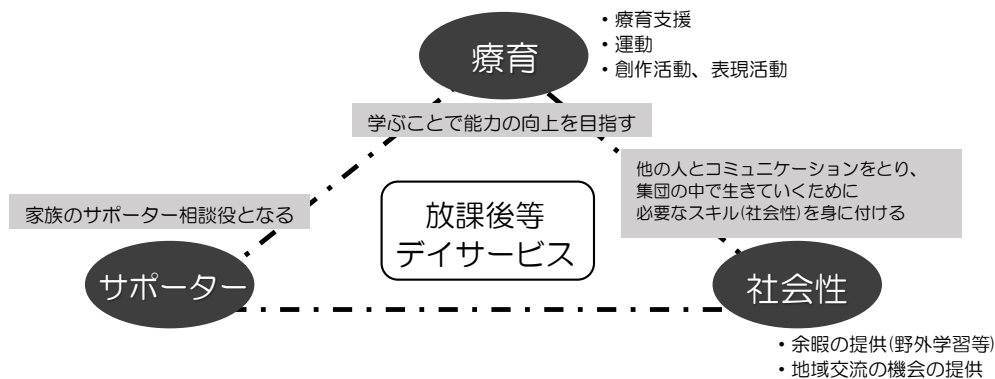 療育
・療育支援
・運動
・創作活動、表現活動
学ぶことで能力の向上を目指す
他の人とコミュニケーションをとり、
集団の中で生きていくために
必要なスキル(社会性)を身に付ける
家族のサポーター相談役となる
放課後等
デイサービス
サポーター
社会性
・余暇の提供(野外学習等)
・地域交流の機会の提供